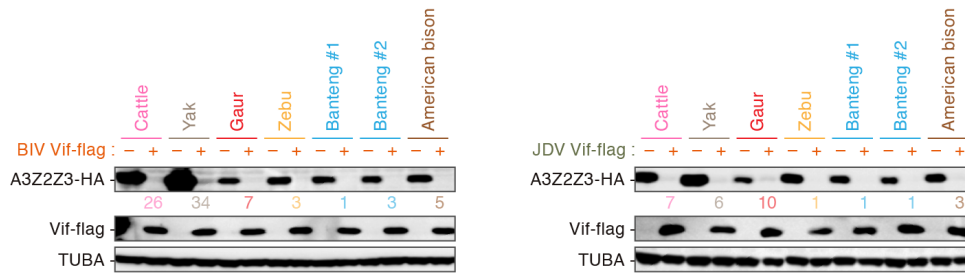 Cattle Yak Gaur Zebu Banteng #1 Banteng #2 American bison
BIV Vif-flag : − + − + − + − + − + − + − +
A3Z2Z3-HA
26 34 7 3 1 3 5
Vif-flag
TUBA
Cattle Yak Gaur Zebu Banteng #1 Banteng #2 American bison
JDV Vif-flag : − + − + − + − + − + − + − +
A3Z2Z3-HA
7 6 10 1 1 1 3
Vif-flag
TUBA